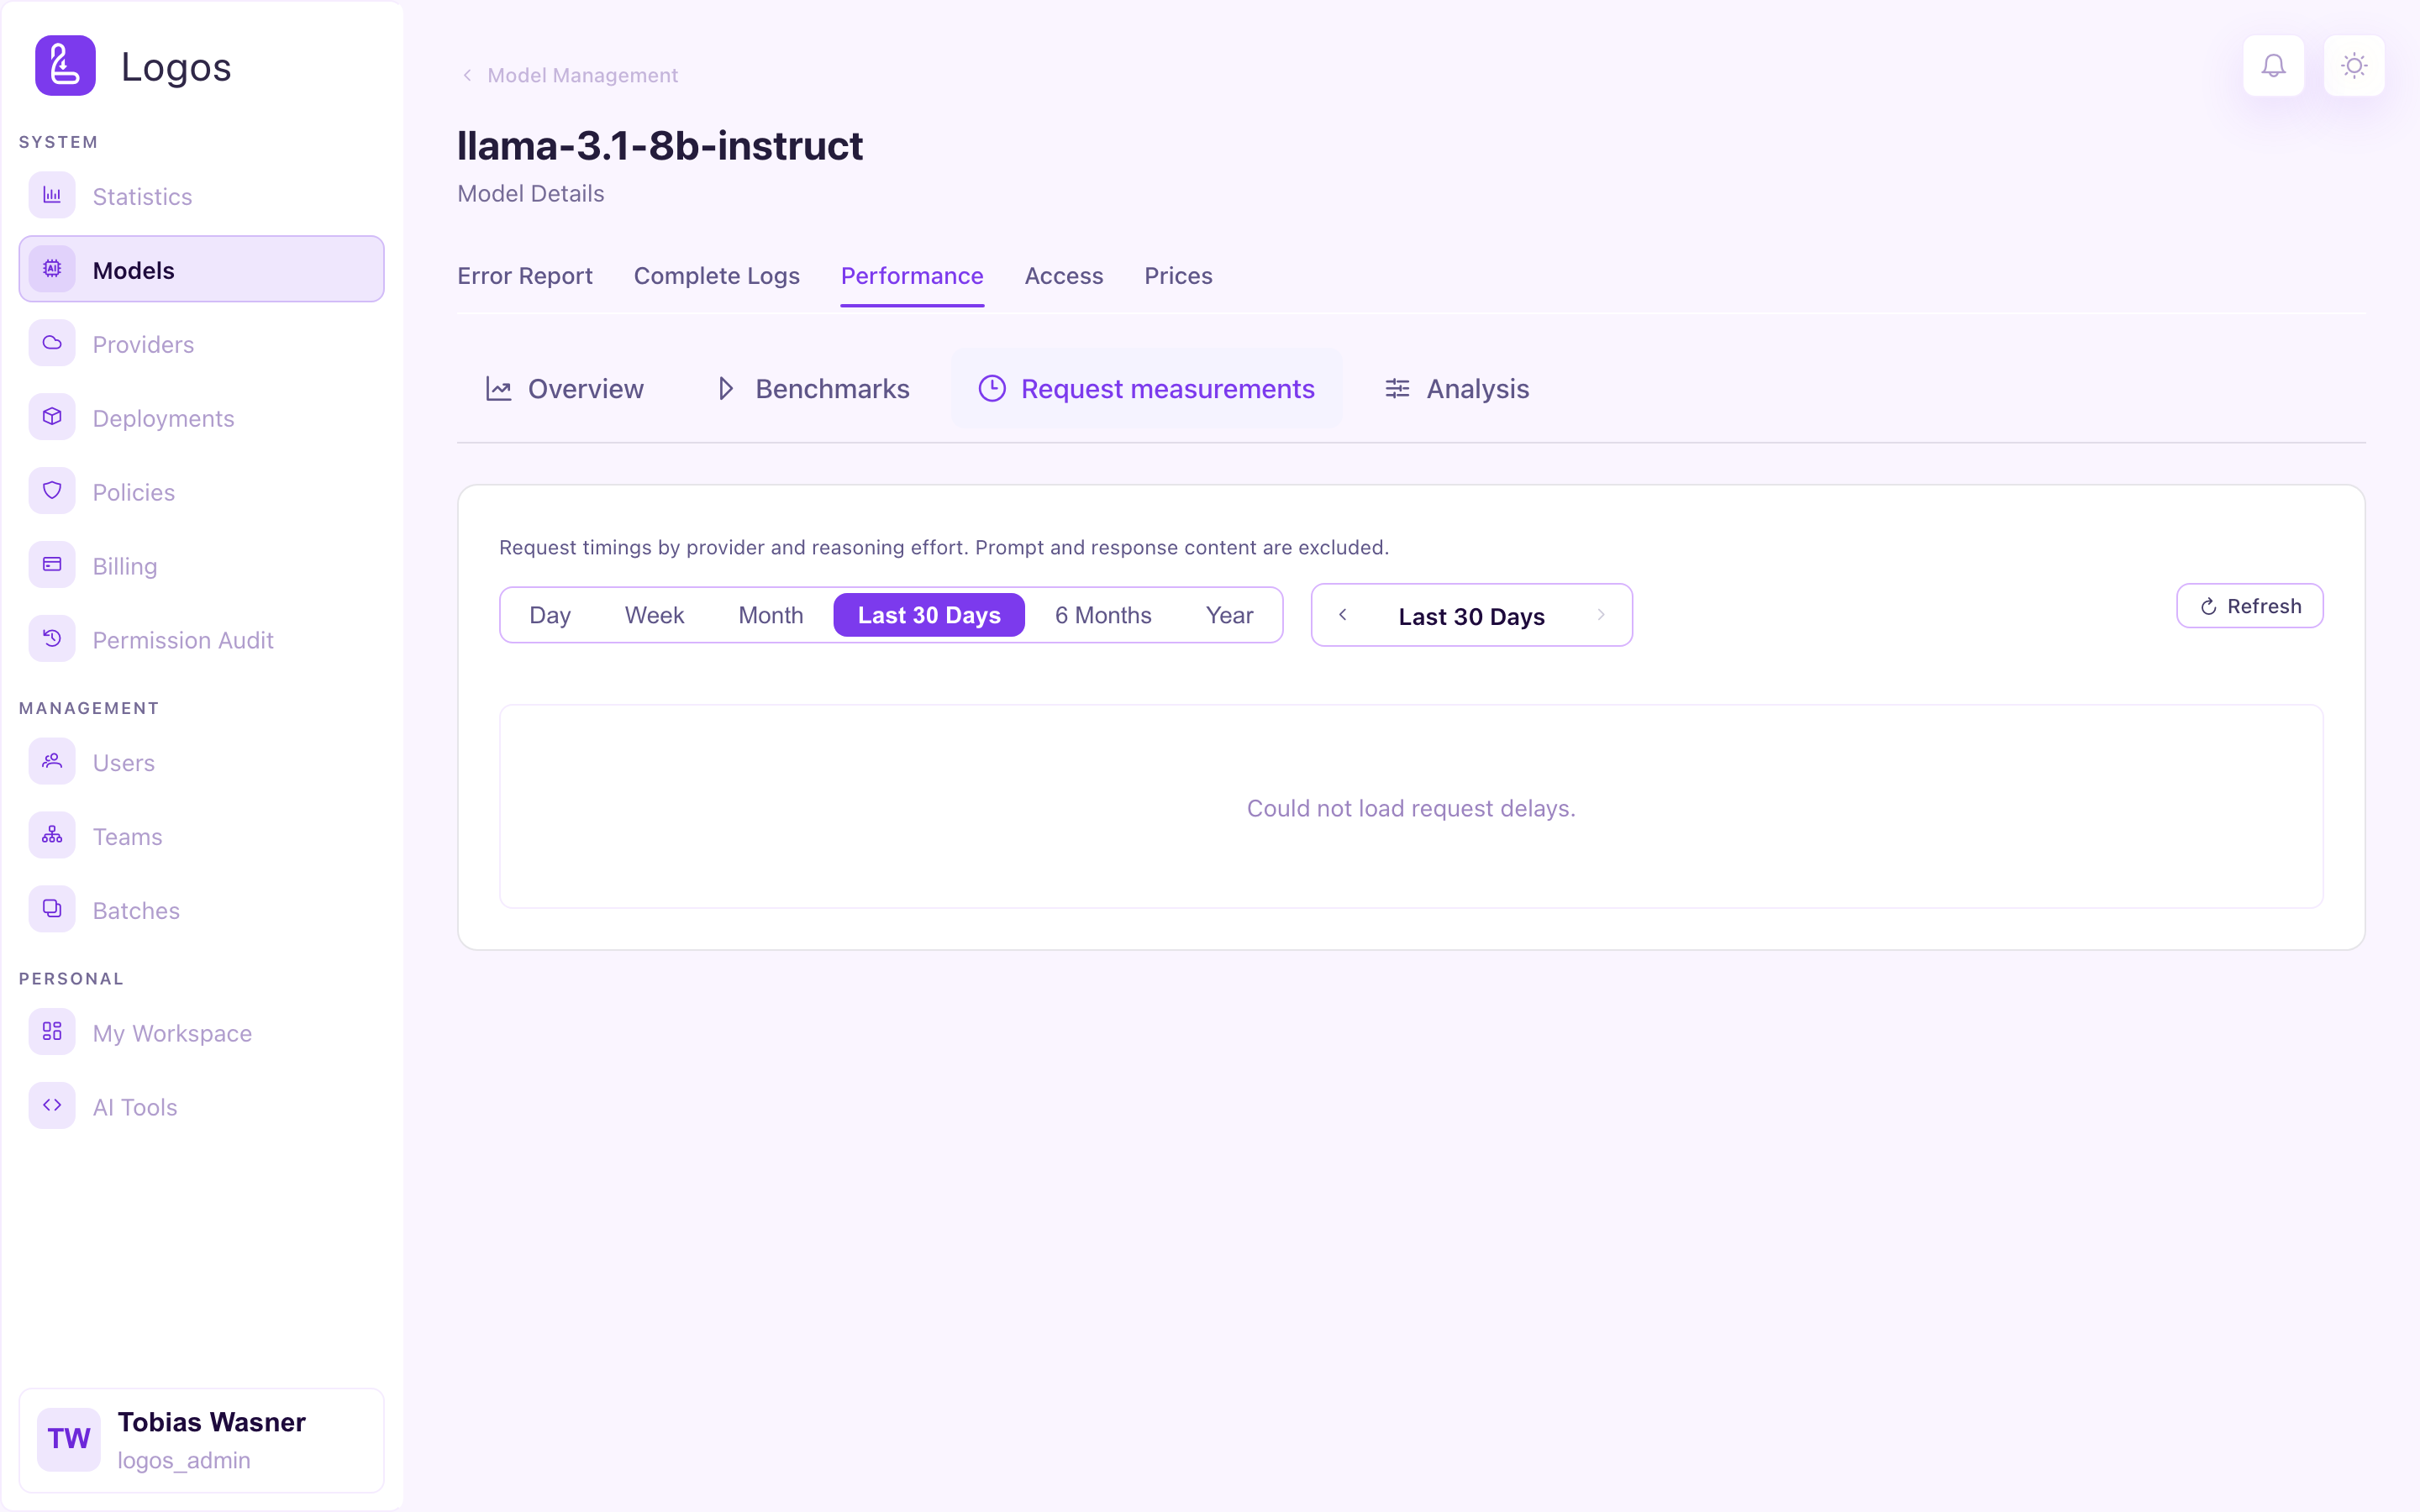 Logos
SYSTEM
Statistics
Models
Providers
Deployments
Policies
Billing
Permission Audit
MANAGEMENT
Users
Teams
Batches
PERSONAL
My Workspace
AI Tools
TW
Tobias Wasner
logos_admin
Model Management
llama-3.1-8b-instruct
Model Details
Error Report Complete Logs Performance Access Prices
Overview Benchmarks Request measurements Analysis
Request timings by provider and reasoning effort. Prompt and response content are excluded.
Day Week Month Last 30 Days 6 Months Year Last 30 Days Refresh
Could not load request delays.